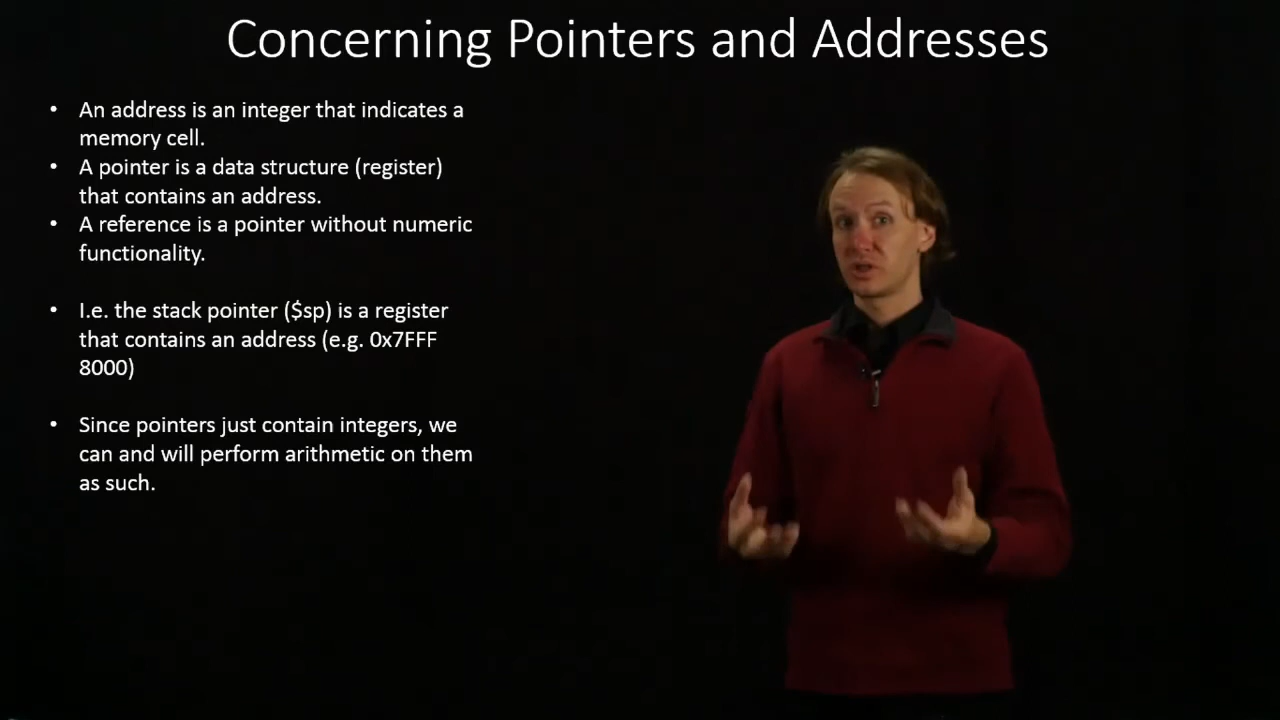 Concerning Pointers and Addresses
• An address is an integer that indicates a
memory cell.
• A pointer is a data structure (register)
that contains an address.
• A reference is a pointer without numeric
functionality.
• I.e. the stack pointer ($sp) is a register
that contains an address (e.g. 0x7FFF
8000)
• Since pointers just contain integers, we
can and will perform arithmetic on them
as such.